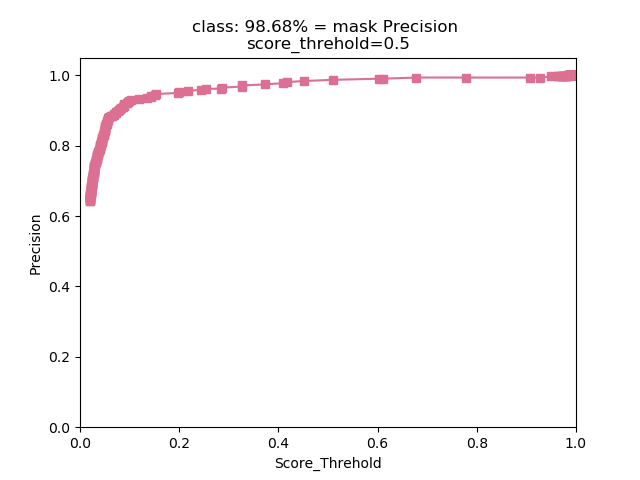 class: 98.68% = mask Precision
score_threhold=0.5
1.0
0.8
0.6
0.4
0.2
0.0
Precision
0.0 0.2 0.4 0.6 0.8 1.0
Score_Threhold